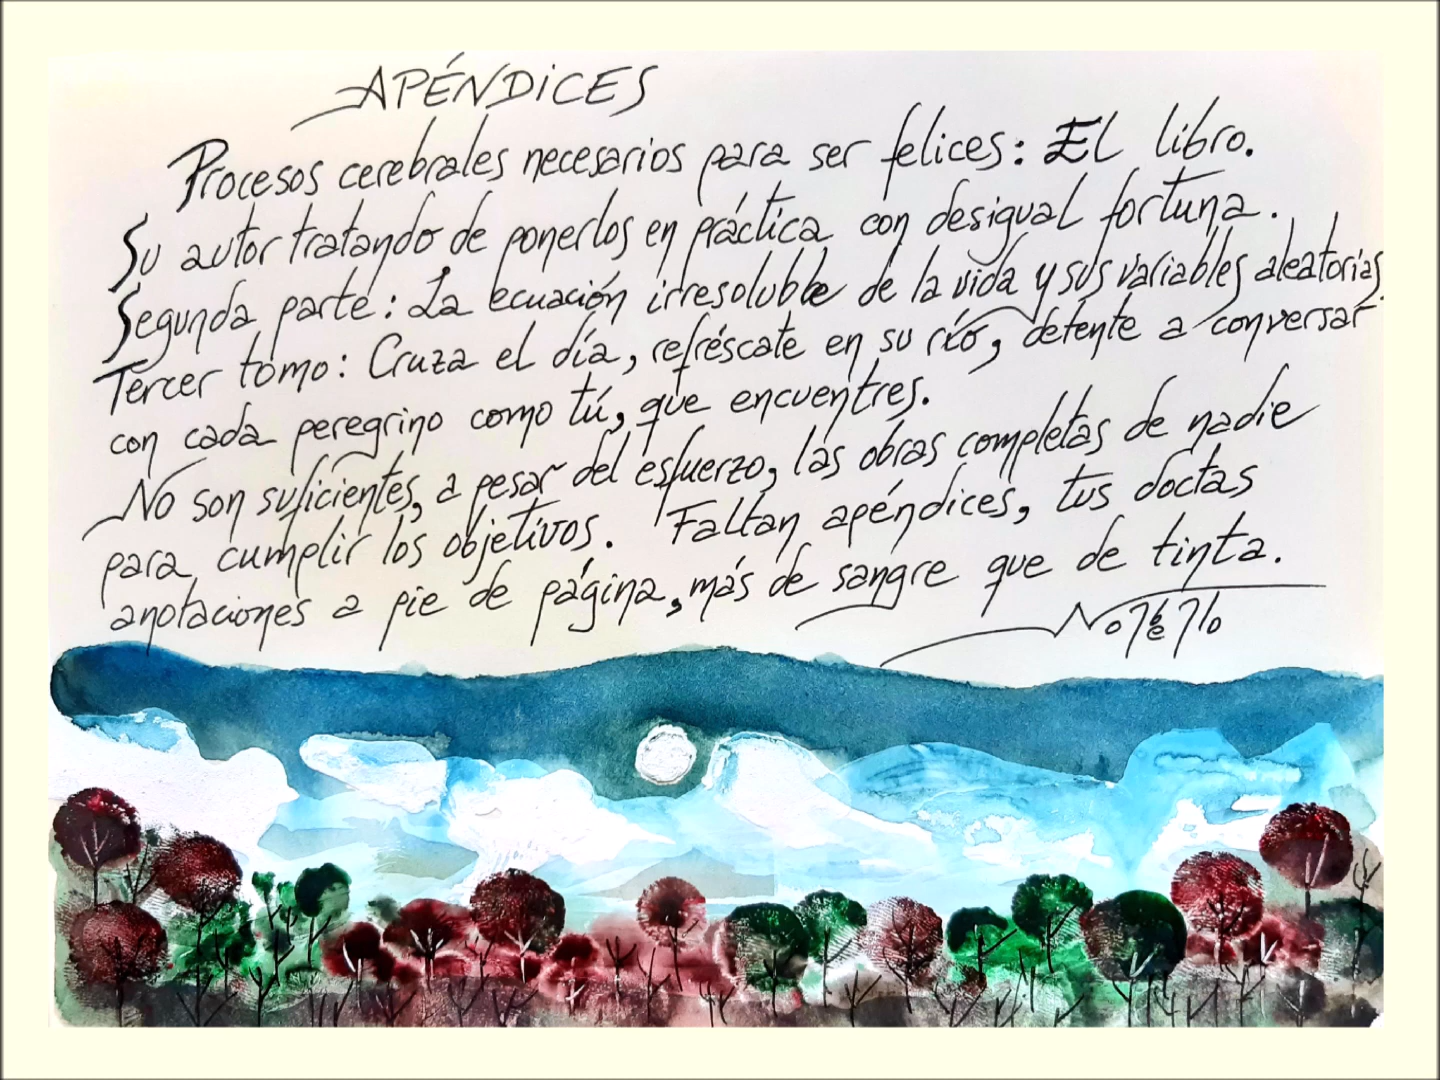 APÉNDICES
Procesos cerebrales necesarios para ser felices: El libro.
Su autor tratando de ponerlos en práctica con desigual fortuna.
Segunda parte: La ecuación irresoluble de la vida y sus variables aleatorias.
Tercer tomo: Cruza el día, refréscate en su río, detente a conversar
con cada peregrino como tú, que encuentres.
No son suficientes, a pesar del esfuerzo, las obras completas de nadie
para cumplir los objetivos. Faltan apéndices, tus doctas
anotaciones a pie de página, más de sangre que de tinta.